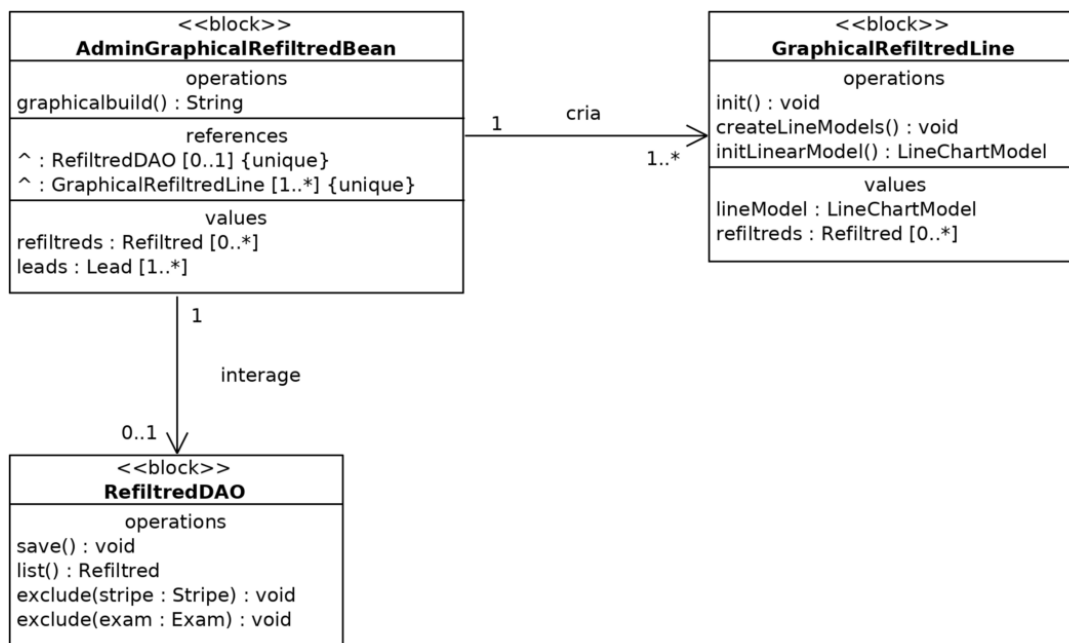 <<block>>
AdminGraphicalRefiltredBean
operations
graphicalbuild() : String
references
^ : RefiltredDAO [0..1] {unique}
^ : GraphicalRefiltredLine [1..*] {unique}
values
refiltreds : Refiltred [0..*]
leads : Lead [1..*]
1
cria
1..*
<<block>>
GraphicalRefiltredLine
operations
init() : void
createLineModels() : void
initLinearModel() : LineChartModel
values
lineModel : LineChartModel
refiltreds : Refiltred [0..*]
1
interage
0..1
<<block>>
RefiltredDAO
operations
save() : void
list() : Refiltred
exclude(stripe : Stripe) : void
exclude(exam : Exam) : void